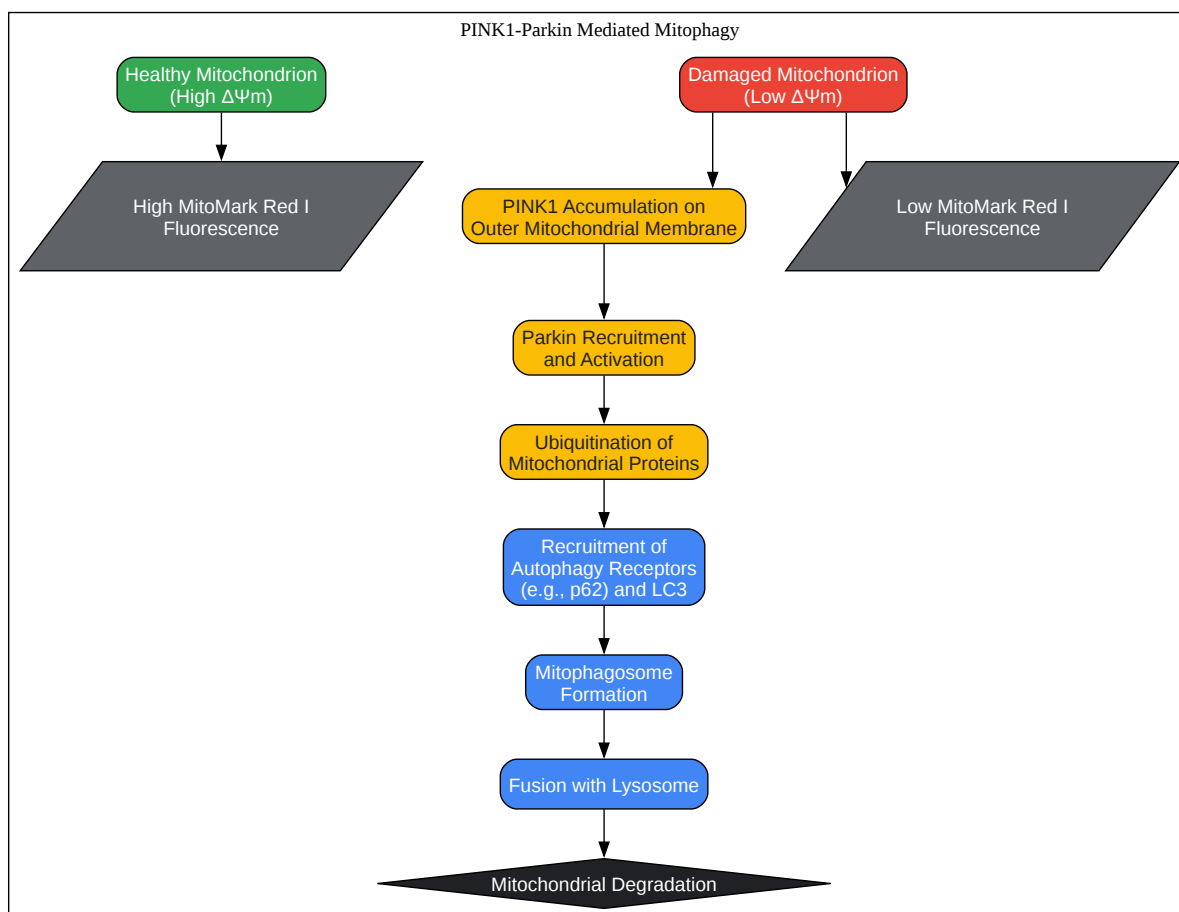 PINK1-Parkin Mediated Mitophagy
Healthy Mitochondrion
(High ΔΨm)
Damaged Mitochondrion
(Low ΔΨm)
High MitoMark Red I
Fluorescence
PINK1 Accumulation on
Outer Mitochondrial Membrane
Low MitoMark Red I
Fluorescence
Parkin Recruitment
and Activation
Ubiquitination of
Mitochondrial Proteins
Recruitment of
Autophagy Receptors
(e.g., p62) and LC3
Mitophagosome
Formation
Fusion with Lysosome
Mitochondrial Degradation